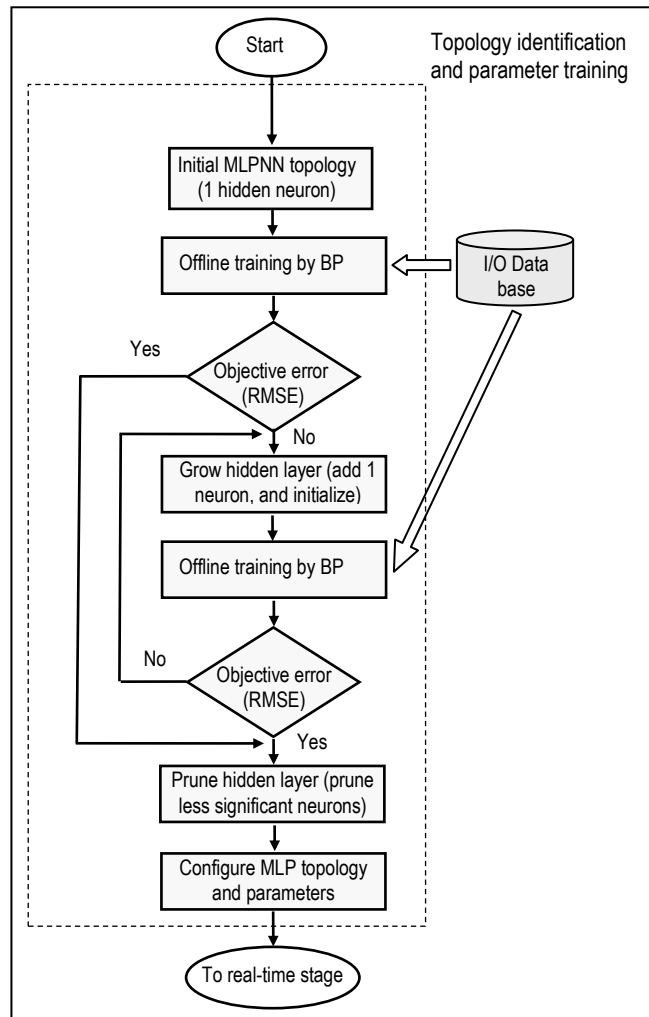 Start
Topology identification
and parameter training
Initial MLPNN topology
(1 hidden neuron)
Offline training by BP
I/O Data
base
Yes
Objective error
(RMSE)
No
Grow hidden layer (add 1
neuron, and initialize)
Offline training by BP
No
Objective error
(RMSE)
Yes
Prune hidden layer (prune
less significant neurons)
Configure MLP topology
and parameters
To real-time stage